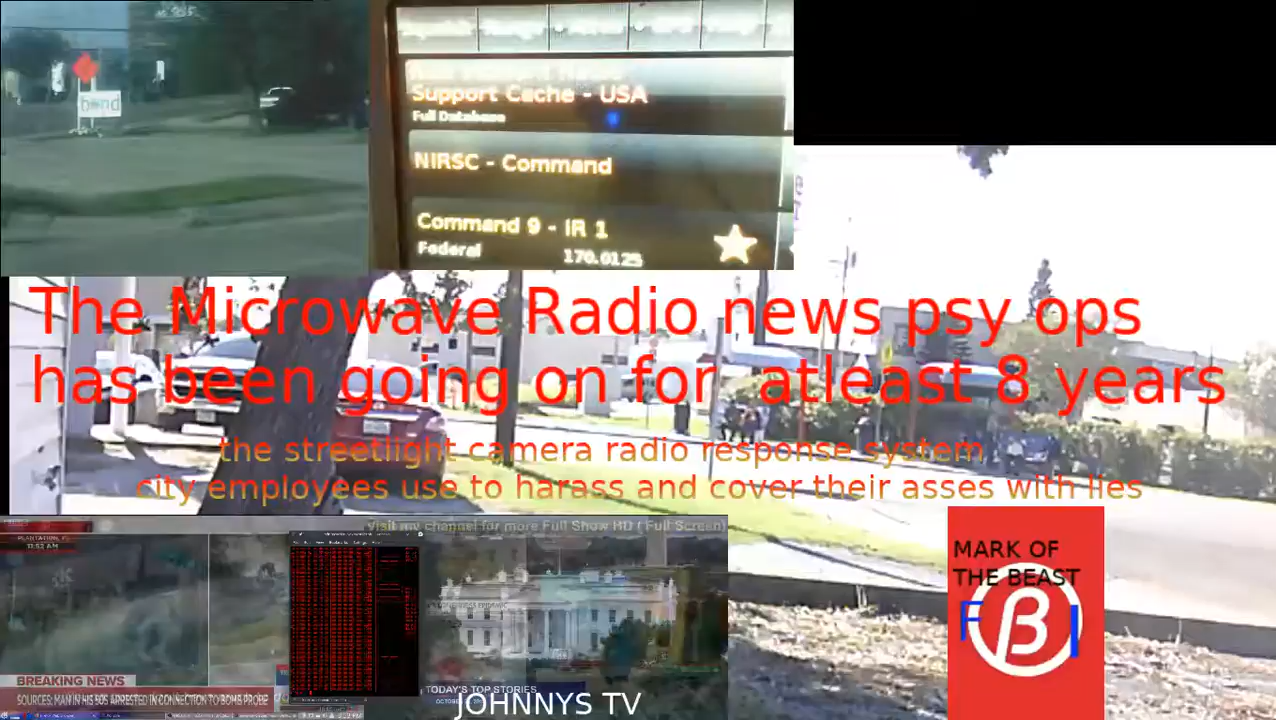 bend
Support Cache - USA
Full Database
NIRSC - Command
Command 9 - IR 1
Federal 170.0125
The Microwave Radio news psy ops
has been going on for atleast 8 years
the streetlight camera radio response system
city employees use to harass and cover their asses with lies
visit my channel for more Full Show HD ( Full Screen)
11:52 AM
MARK OF
THE BEAST
F β I
BREAKING NEWS
SOURCES: MAN IN HIS 50S ARRESTED IN CONNECTION TO BOMB PROBE
TODAY'S TOP STORIES
JOHNNYS TV